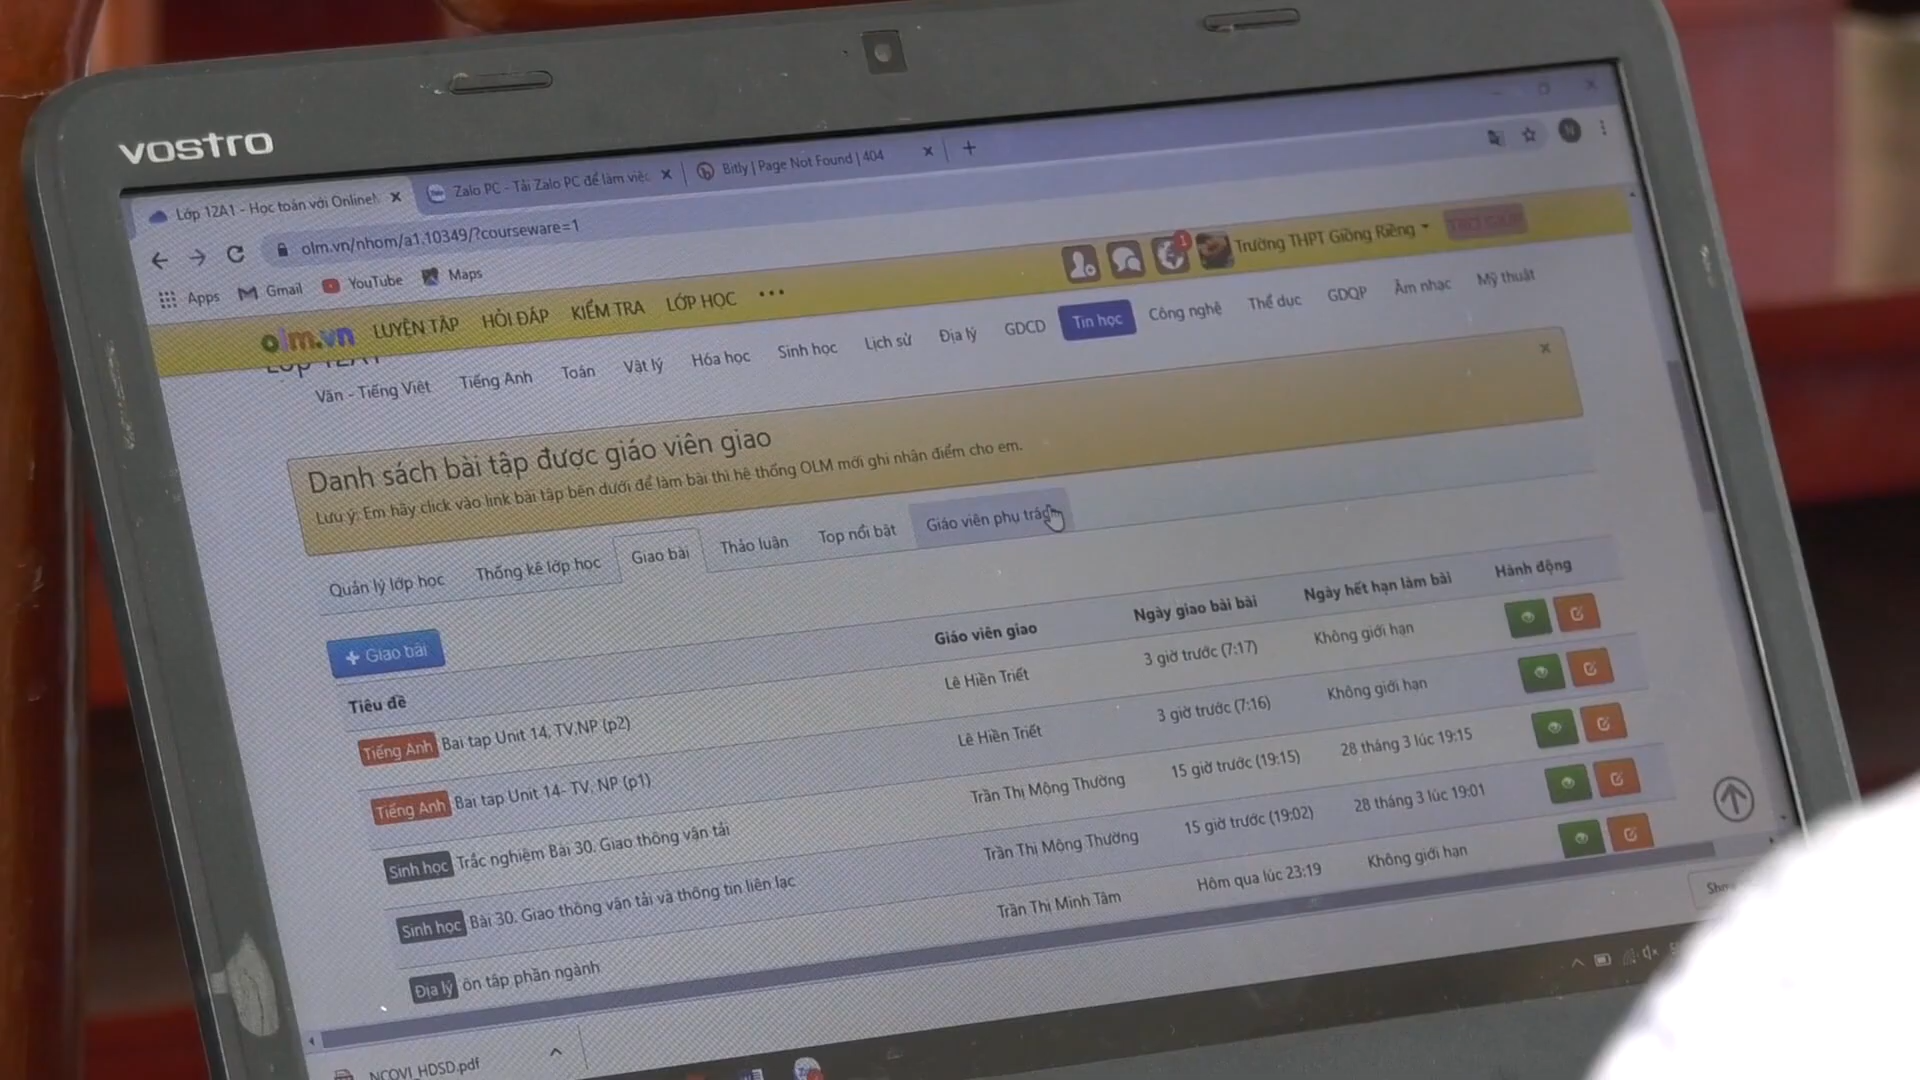 vostro
Lớp 12A1 - Học toán với OnlineM
Zalo PC - Tải Zalo PC để làm việc
Bitly | Page Not Found | 404
olm.vn/nhom/a1.10349/?courseware=1
Apps Gmail YouTube Maps
olm.vn LUYỆN TẬP HỎI ĐÁP KIỂM TRA LỚP HỌC ••• 1 Trường THPT Giồng Riềng
Lớp 12A1
Văn - Tiếng Việt Tiếng Anh Toán Vật lý Hóa học Sinh học Lịch sử Địa lý GDCD Tin học Công nghệ Thể dục GDQP Âm nhạc Mỹ thuật
Danh sách bài tập được giáo viên giao
Lưu ý: Em hãy click vào link bài tập bên dưới để làm bài thì hệ thống OLM mới ghi nhận điểm cho em.
Quản lý lớp học Thống kê lớp học Giao bài Thảo luận Top nổi bật Giáo viên phụ trác
+ Giao bài
Tiêu đề Giáo viên giao Ngày giao bài bài Ngày hết hạn làm bài Hành động
Tiếng Anh Bai tap Unit 14, TV,NP (p2) Lê Hiền Triết 3 giờ trước (7:17) Không giới hạn
Tiếng Anh Bai tap Unit 14- TV, NP (p1) Lê Hiền Triết 3 giờ trước (7:16) Không giới hạn
Sinh học Trắc nghiệm Bài 30. Giao thông vận tải Trần Thị Mộng Thường 15 giờ trước (19:15) 28 tháng 3 lúc 19:15
Sinh học Bài 30. Giao thông vận tải và thông tin liên lạc Trần Thị Mộng Thường 15 giờ trước (19:02) 28 tháng 3 lúc 19:01
Địa lý ôn tập phần ngành Trần Thị Minh Tâm Hôm qua lúc 23:19 Không giới hạn
NCOVI_HDSD.pdf